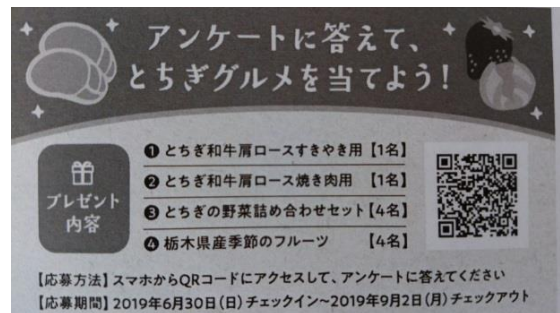 アンケートに答えて、
とちぎグルメを当てよう!
プレゼント
内容
❶ とちぎ和牛肩ロースすきやき用【1名】
❷ とちぎ和牛肩ロース焼き肉用【1名】
❸ とちぎの野菜詰め合わせセット【4名】
❹ 栃木県産季節のフルーツ【4名】
【応募方法】スマホからQRコードにアクセスして、アンケートに答えてください
【応募期間】2019年6月30日(日)チェックイン~2019年9月2日(月)チェックアウト